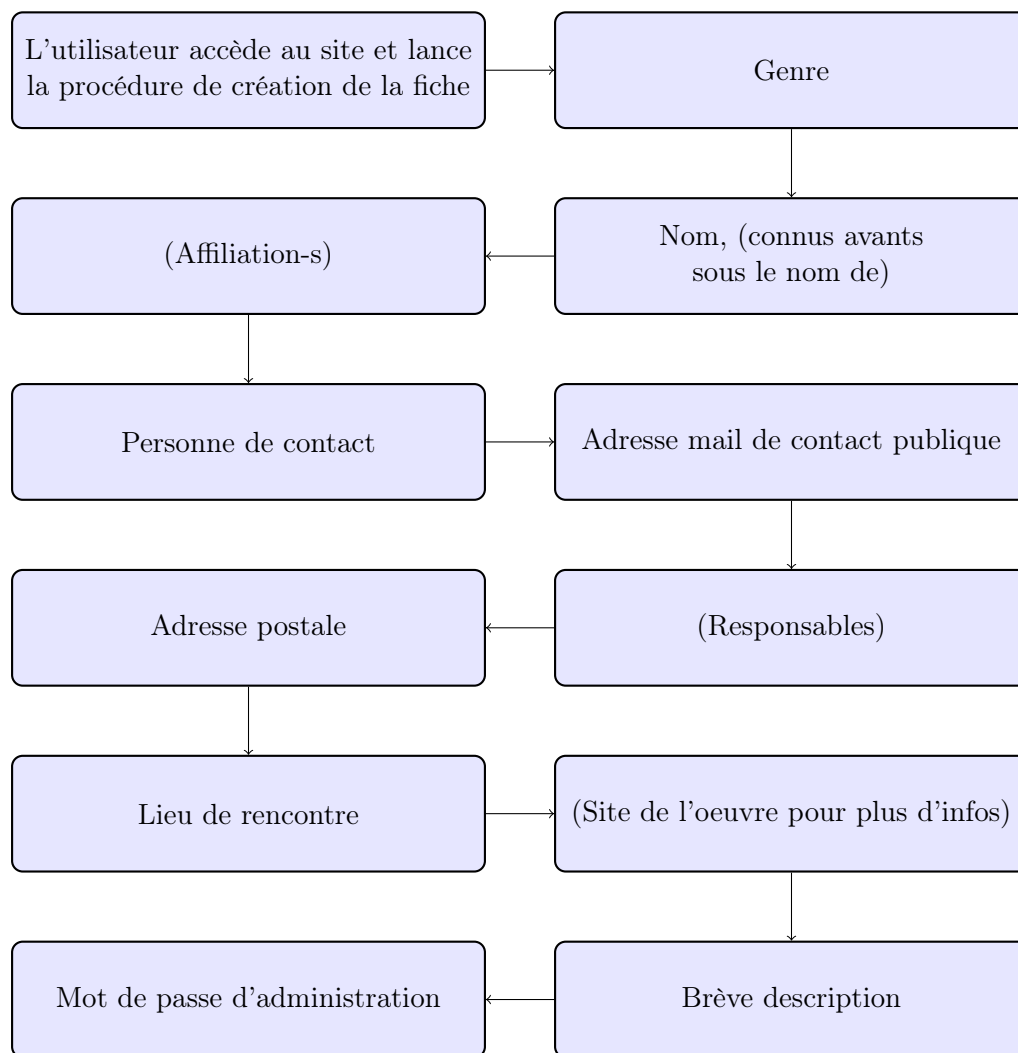 L'utilisateur accède au site et lance
la procédure de création de la fiche
Genre
Nom, (connus avants
sous le nom de)
(Affiliation-s)
Personne de contact
Adresse mail de contact publique
(Responsables)
Adresse postale
Lieu de rencontre
(Site de l'oeuvre pour plus d'infos)
Brève description
Mot de passe d'administration